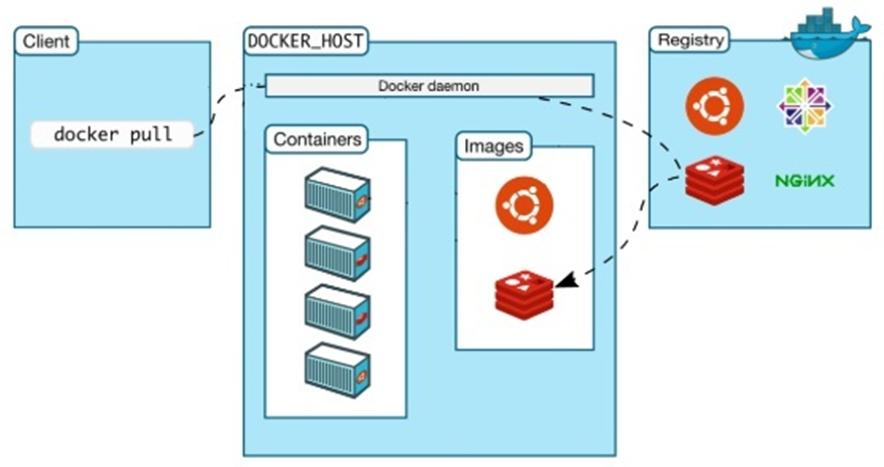 Client
DOCKER_HOST
Registry
Docker daemon
docker pull
Containers
Images
NGiNX